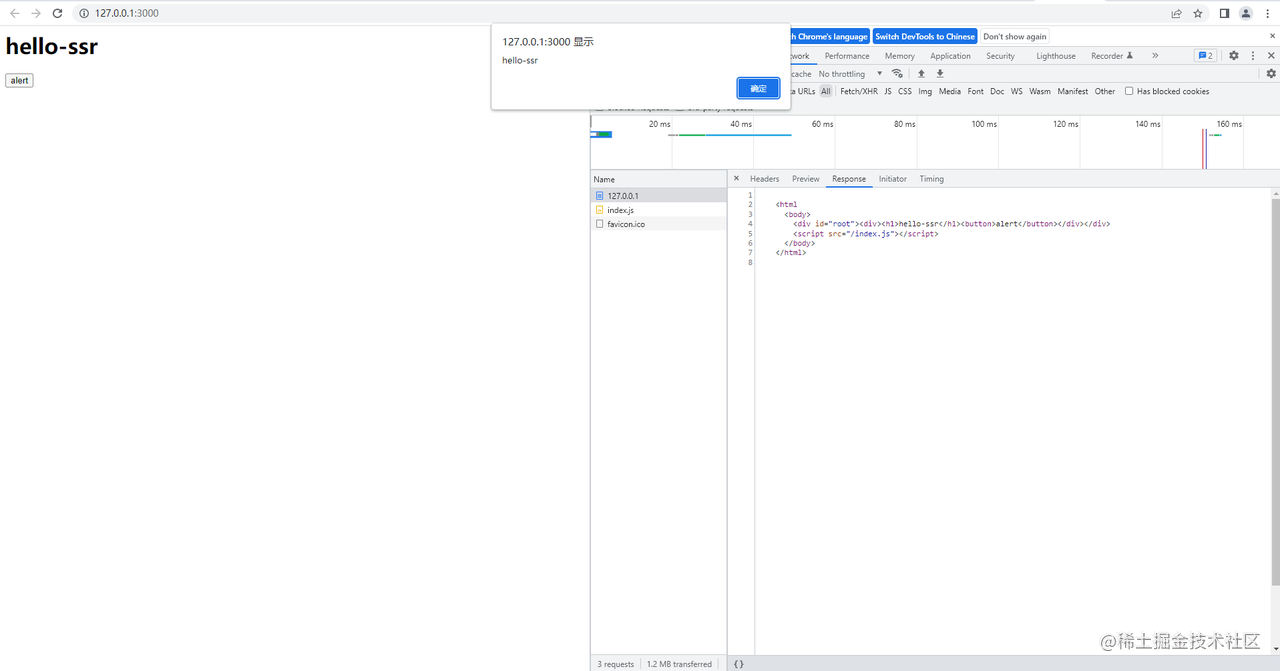 127.0.0.1:3000
hello-ssr
alert
127.0.0.1:3000 显示
hello-ssr
确定
Chrome's language Switch DevTools to Chinese Don't show again
Performance Memory Application Security Lighthouse Recorder 2
No throttling
URLs All Fetch/XHR JS CSS Img Media Font Doc WS Wasm Manifest Other Has blocked cookies
20 ms 40 ms 60 ms 80 ms 100 ms 120 ms 140 ms 160 ms
Name Headers Preview Response Initiator Timing
127.0.0.1
index.js
favicon.ico
1
2 <html
3 <body>
4 <div id="root"><div><h1>hello-ssr</h1><button>alert</button></div></div>
5 <script src="/index.js"></script>
6 </body>
7 </html>
8
@稀土掘金技术社区
3 requests 1.2 MB transferred {}